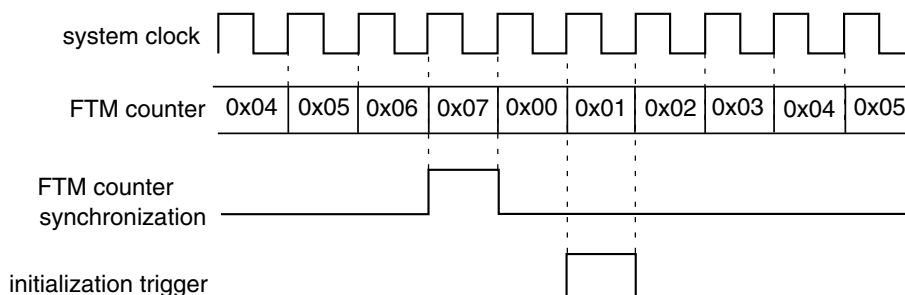 system clock
FTM counter 0x04 0x05 0x06 0x07 0x00 0x01 0x02 0x03 0x04 0x05
FTM counter
synchronization
initialization trigger